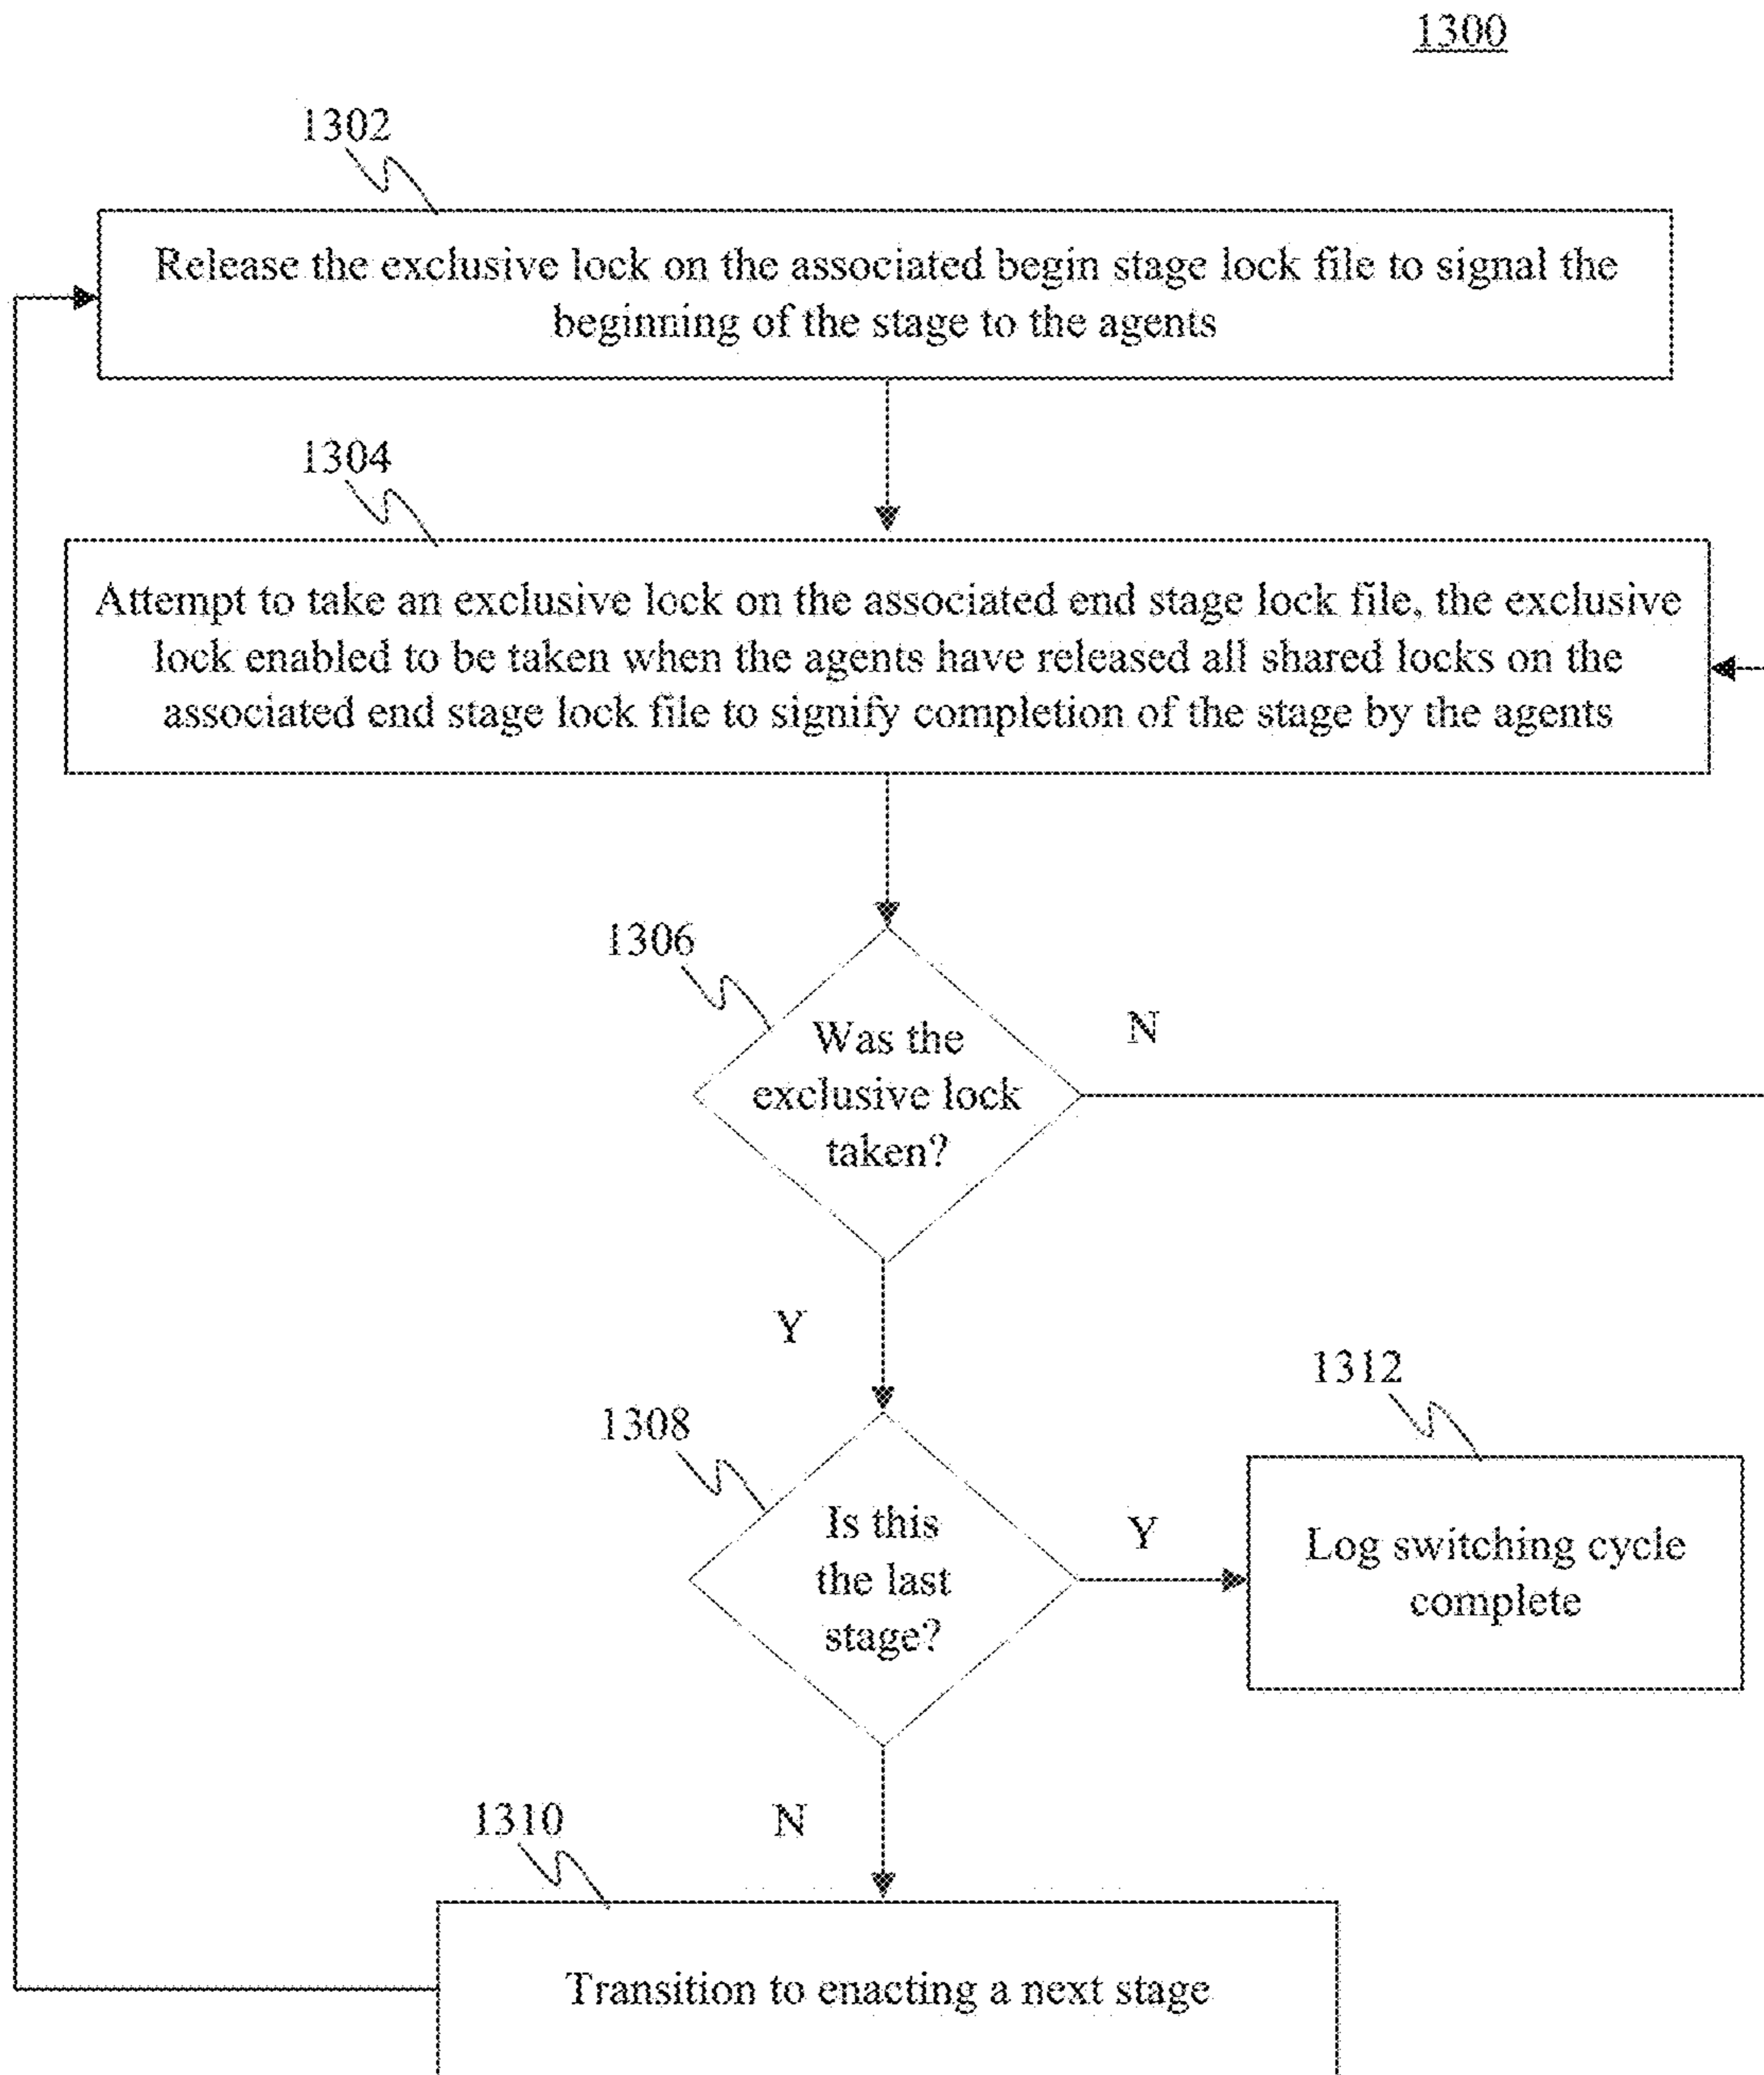 1300
1302
Release the exclusive lock on the associated begin stage lock file to signal the
beginning of the stage to the agents
1304
Attempt to take an exclusive lock on the associated end stage lock file, the exclusive
lock enabled to be taken when the agents have released all shared locks on the
associated end stage lock file to signify completion of the stage by the agents
1306
Was the
exclusive lock
taken?
N
Y
1308
Is this
the last
stage?
Y
1312
Log switching cycle
complete
N
1310
Transition to enacting a next stage